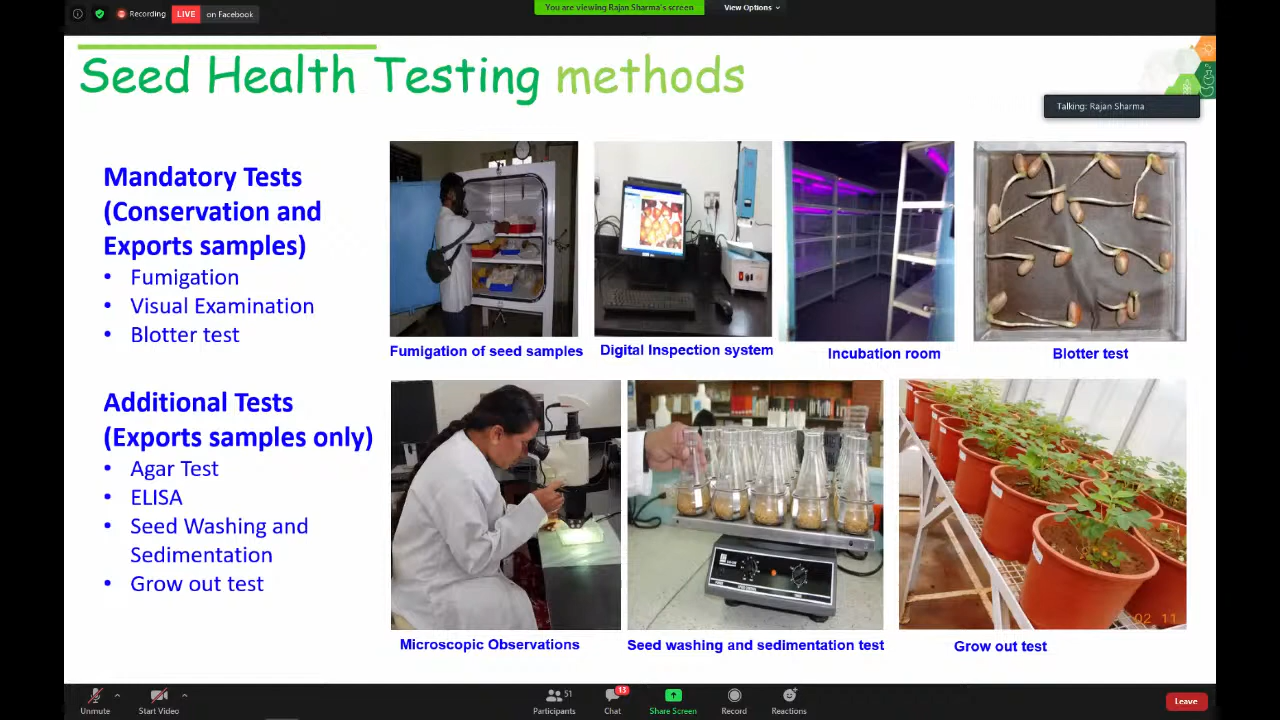 Recording
LIVE
on Facebook
You are viewing Rajan Sharma's screen
View Options
Seed Health Testing methods
Talking: Rajan Sharma
Mandatory Tests
(Conservation and
Exports samples)
• Fumigation
• Visual Examination
• Blotter test
Additional Tests
(Exports samples only)
• Agar Test
• ELISA
• Seed Washing and
Sedimentation
• Grow out test
Fumigation of seed samples
Digital Inspection system
Incubation room
Blotter test
Microscopic Observations
Seed washing and sedimentation test
Grow out test
02 11
Unmute
Start Video
51
Participants
13
Chat
Share Screen
Record
Reactions
Leave